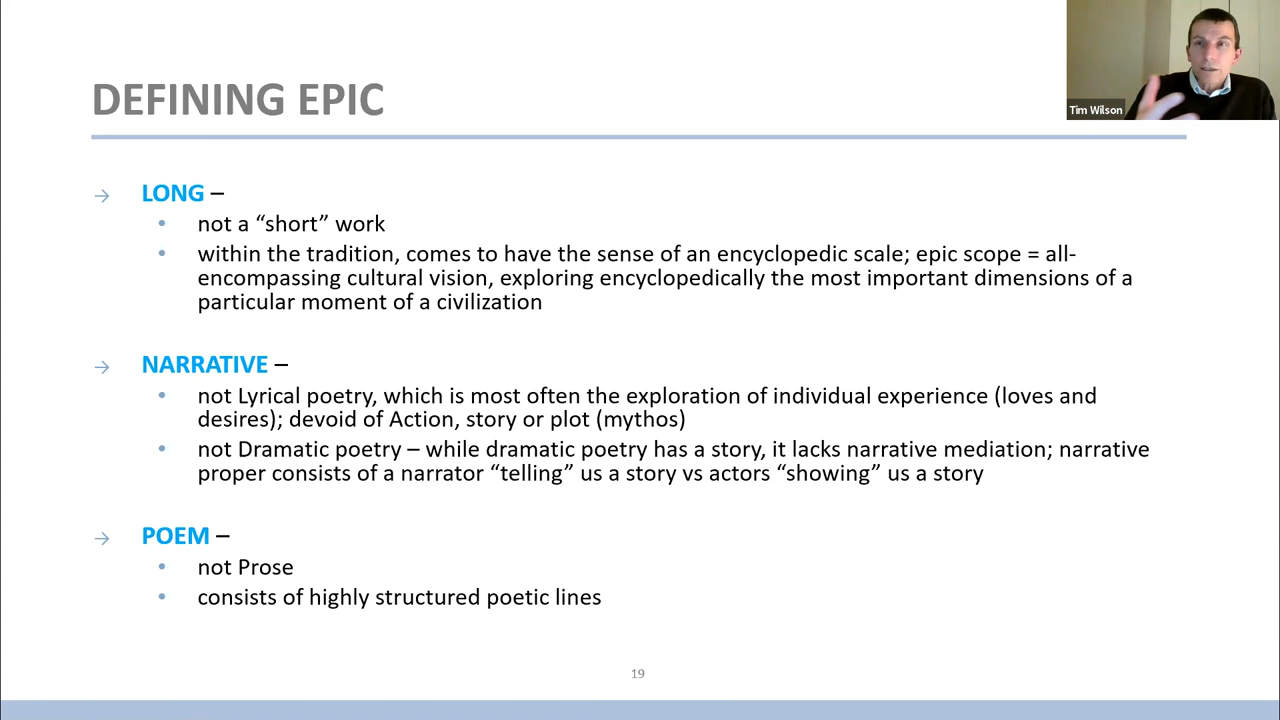 DEFINING EPIC
Tim Wilson
→ LONG –
• not a “short” work
• within the tradition, comes to have the sense of an encyclopedic scale; epic scope = all-
encompassing cultural vision, exploring encyclopedically the most important dimensions of a
particular moment of a civilization
→ NARRATIVE –
• not Lyrical poetry, which is most often the exploration of individual experience (loves and
desires); devoid of Action, story or plot (mythos)
• not Dramatic poetry – while dramatic poetry has a story, it lacks narrative mediation; narrative
proper consists of a narrator “telling” us a story vs actors “showing” us a story
→ POEM –
• not Prose
• consists of highly structured poetic lines
19